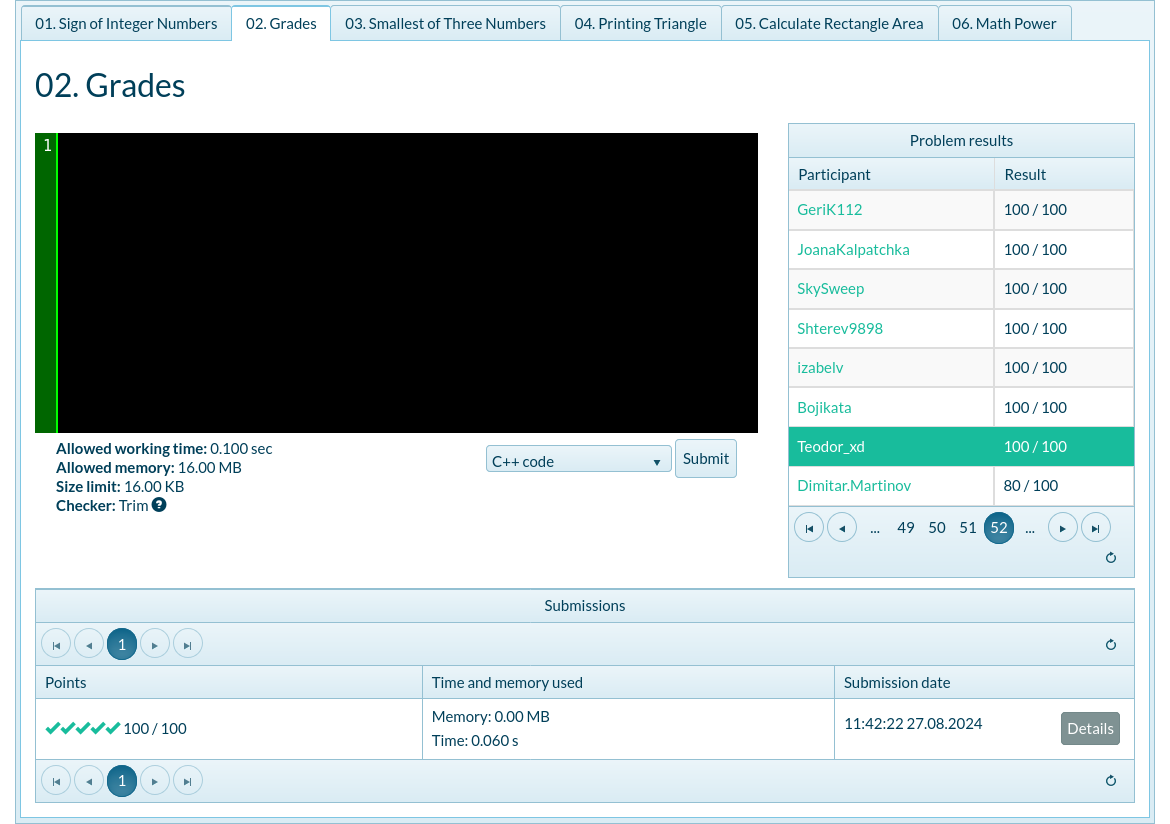 01. Sign of Integer Numbers
02. Grades
03. Smallest of Three Numbers
04. Printing Triangle
05. Calculate Rectangle Area
06. Math Power
02. Grades
1
Allowed working time: 0.100 sec
Allowed memory: 16.00 MB
Size limit: 16.00 KB
Checker: Trim ?
C++ code
Submit
Problem results
Participant Result
GeriK112 100 / 100
JoanaKalpatchka 100 / 100
SkySweep 100 / 100
Shterev9898 100 / 100
izabelv 100 / 100
Bojikata 100 / 100
Teodor_xd 100 / 100
Dimitar.Martinov 80 / 100
... 49 50 51 52 ...
Submissions
1
Points Time and memory used Submission date
100 / 100
Memory: 0.00 MB
Time: 0.060 s
11:42:22 27.08.2024
Details
1